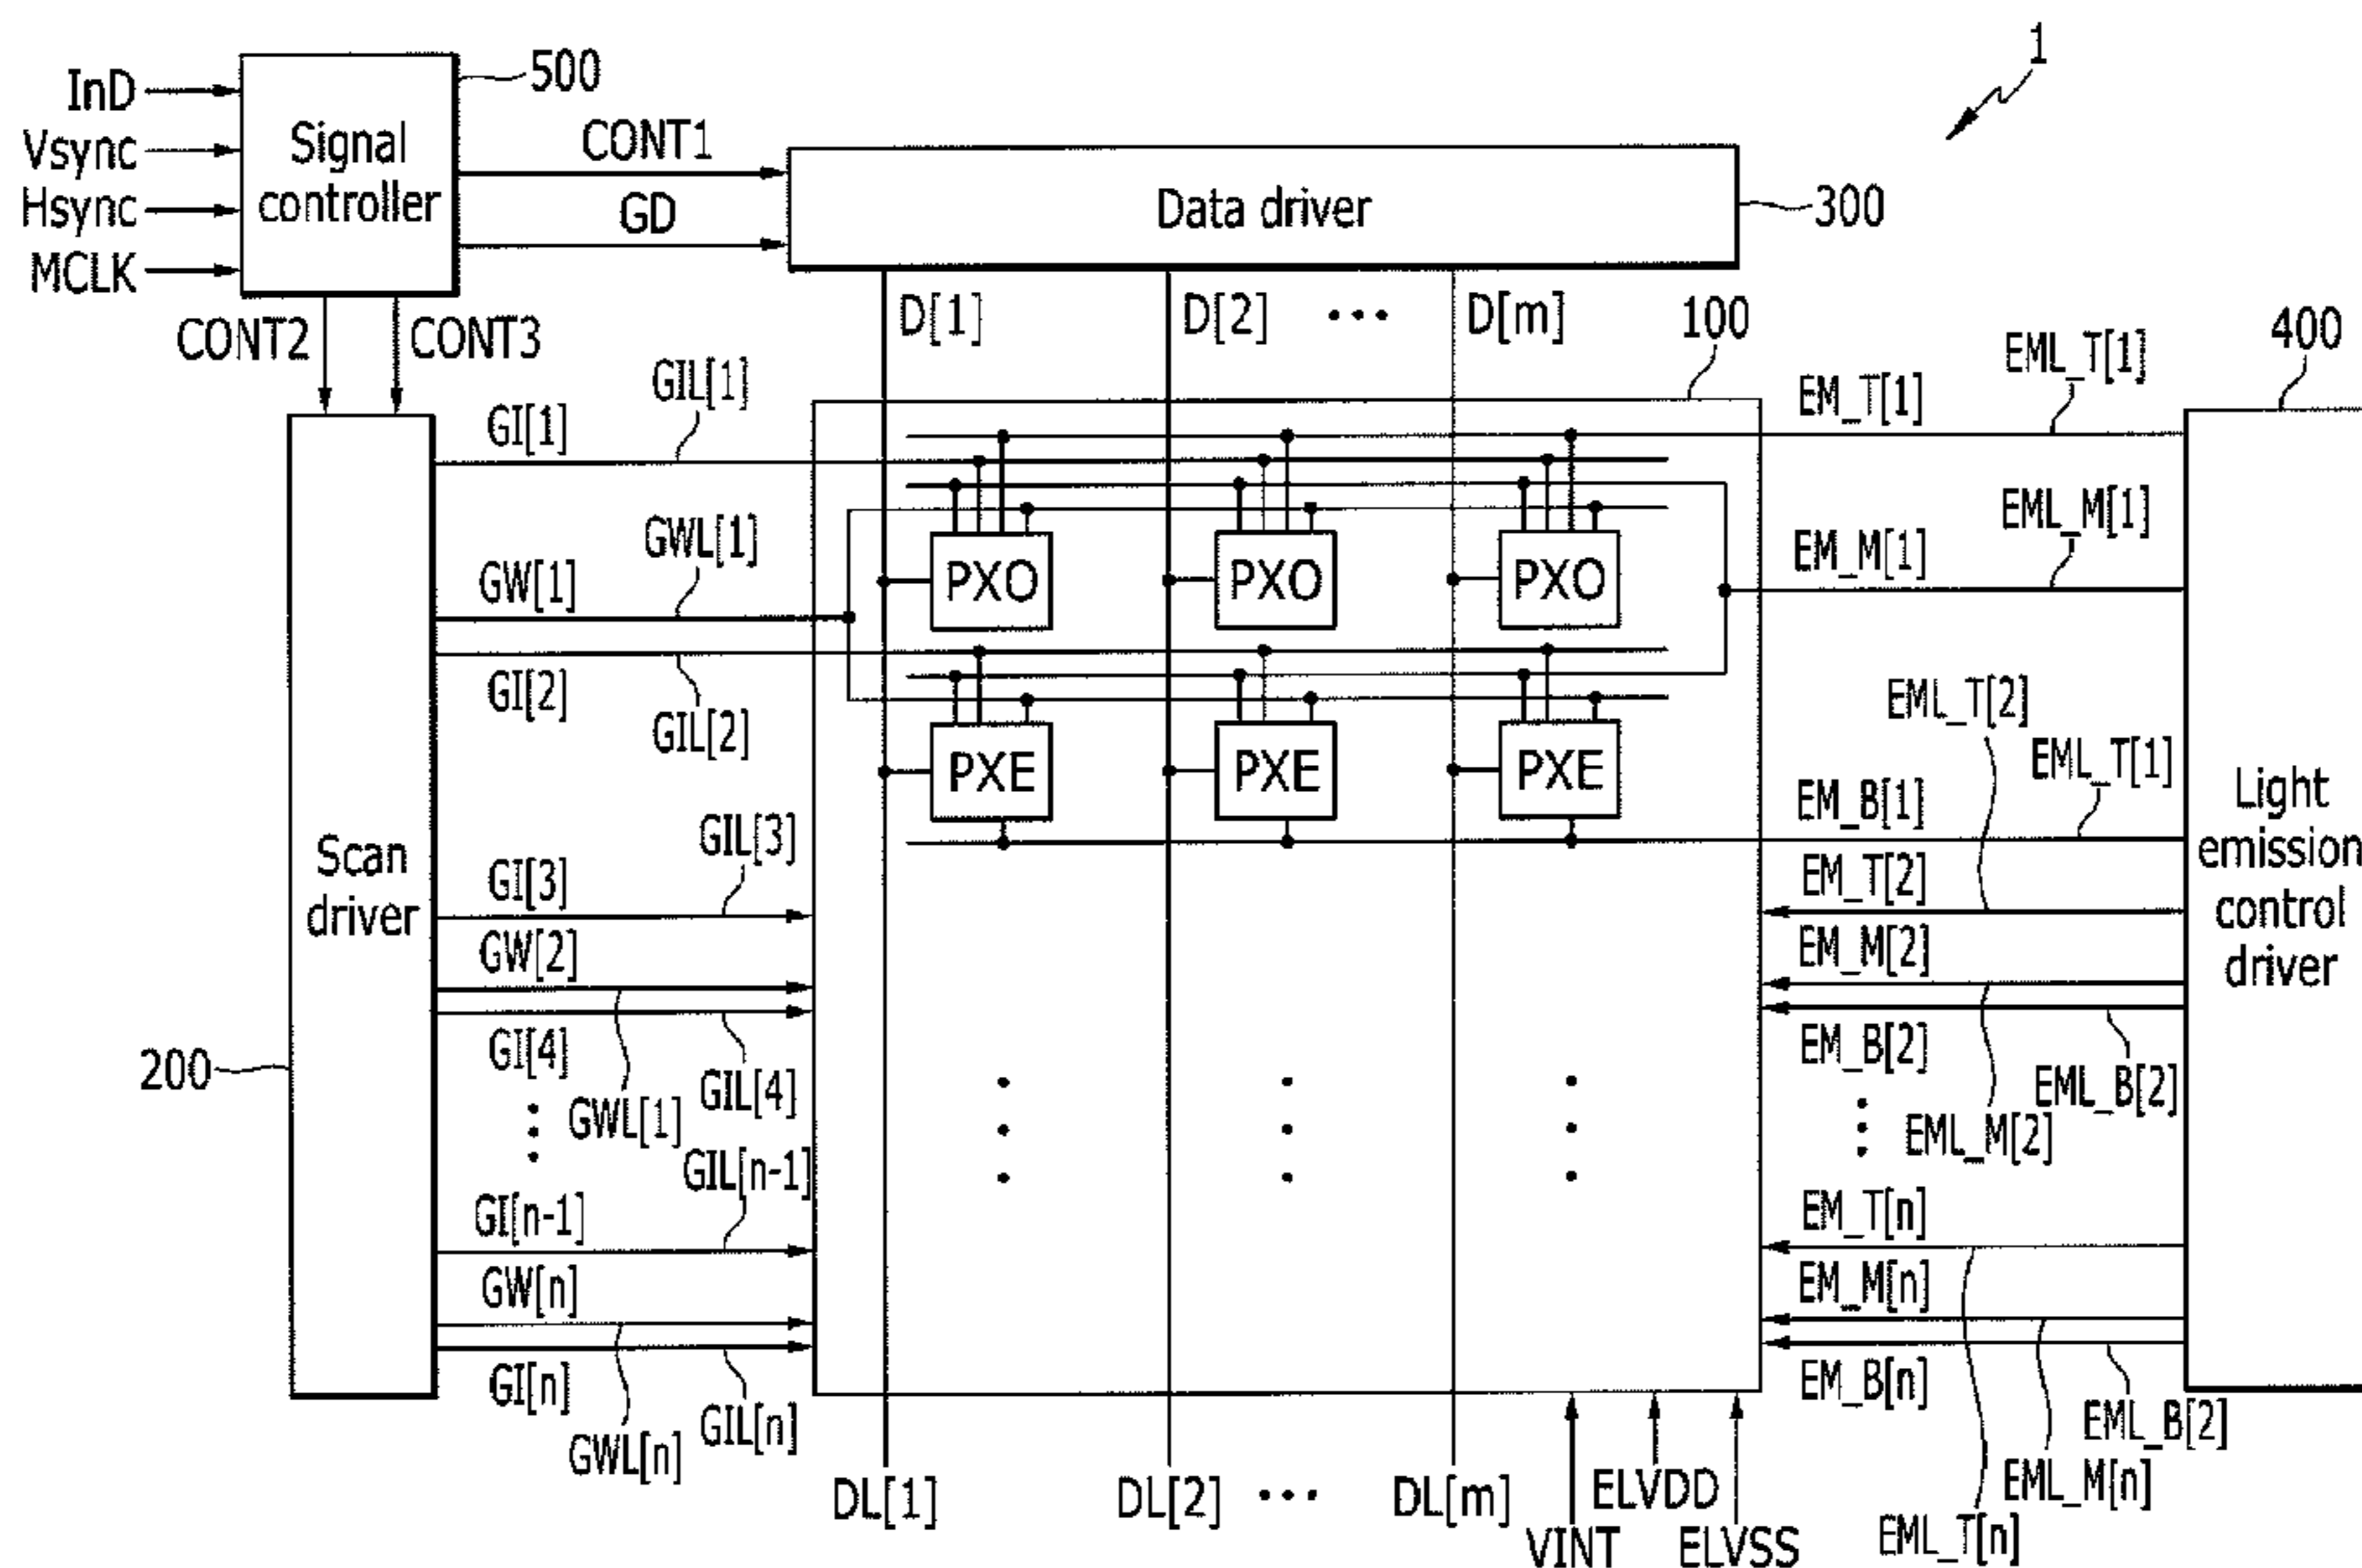 1
500
InD
Vsync
Hsync
MCLK
Signal
controller
CONT1
GD
Data driver
300
CONT2
CONT3
D[1]
D[2]
...
D[m]
100
400
GI[1]
GIL[1]
EM_T[1]
EML_T[1]
GW[1]
GWL[1]
EM_M[1]
EML_M[1]
PXO
PXO
PXO
GI[2]
GIL[2]
EML_T[2]
PXE
PXE
PXE
EM_B[1]
EML_T[1]
Scan
driver
Light
emission
control
driver
GI[3]
GIL[3]
EM_T[2]
GW[2]
EM_M[2]
GI[4]
GIL[4]
GWL[1]
EM_B[2]
EML_B[2]
EML_M[2]
200
GI[n-1]
GIL[n-1]
EM_T[n]
GW[n]
EM_M[n]
GI[n]
GIL[n]
GWL[n]
EM_B[n]
EML_B[2]
EML_M[n]
EML_T[n]
DL[1]
DL[2]
...
DL[m]
VINT
ELVDD
ELVSS